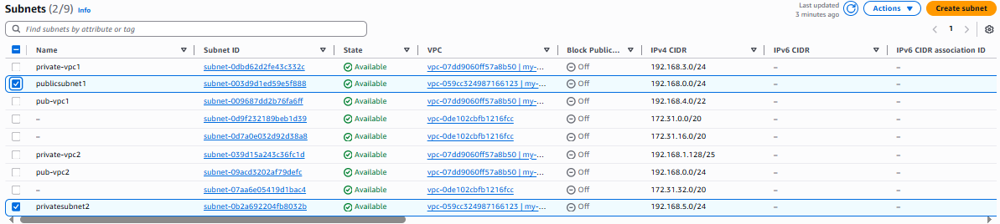 Subnets (2/9) Info
Last updated
3 minutes ago
Actions
Create subnet
Find subnets by attribute or tag
1
Name Subnet ID State VPC Block Public... IPv4 CIDR IPv6 CIDR IPv6 CIDR association ID
private-vpc1 subnet-0dbd62d2fe43c332c Available vpc-07dd9060ff57a8b50 | my-... Off 192.168.3.0/24 – –
publicsubnet1 subnet-003d9d1ed59e5f888 Available vpc-059cc324987166123 | my-... Off 192.168.0.0/24 – –
pub-vpc1 subnet-009687dd2b76fa6ff Available vpc-07dd9060ff57a8b50 | my-... Off 192.168.4.0/22 – –
– subnet-0d9f232189beb1d39 Available vpc-0de102cbfb1216fcc Off 172.31.0.0/20 – –
– subnet-0d7a0e032d92d38a8 Available vpc-0de102cbfb1216fcc Off 172.31.16.0/20 – –
private-vpc2 subnet-039d15a243c36fc1d Available vpc-07dd9060ff57a8b50 | my-... Off 192.168.1.128/25 – –
pub-vpc2 subnet-09acd3202af79defc Available vpc-07dd9060ff57a8b50 | my-... Off 192.168.0.0/24 – –
– subnet-07aa6e05419d1bac4 Available vpc-0de102cbfb1216fcc Off 172.31.32.0/20 – –
privatesubnet2 subnet-0b2a692204fb8032b Available vpc-059cc324987166123 | my-... Off 192.168.5.0/24 – –